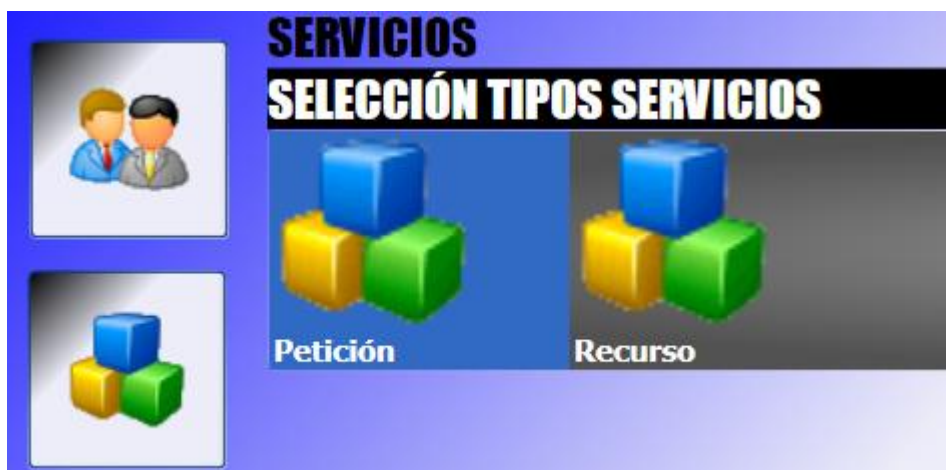 SERVICIOS
SELECCIÓN TIPOS SERVICIOS
Petición
Recurso